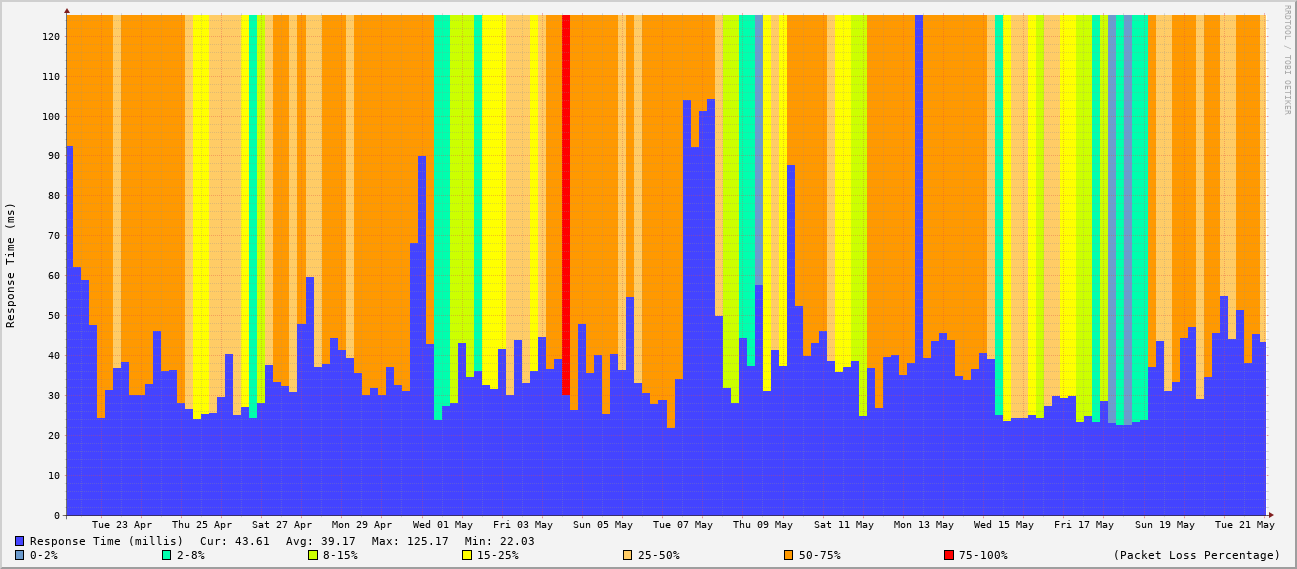 RRDTOOL / TOBI OETIKER
Response Time (ms)
120
110
100
90
80
70
60
50
40
30
20
10
0
Tue 23 Apr Thu 25 Apr Sat 27 Apr Mon 29 Apr Wed 01 May Fri 03 May Sun 05 May Tue 07 May Thu 09 May Sat 11 May Mon 13 May Wed 15 May Fri 17 May Sun 19 May Tue 21 May
Response Time (millis) Cur: 43.61 Avg: 39.17 Max: 125.17 Min: 22.03
0-2% 2-8% 8-15% 15-25% 25-50% 50-75% 75-100% (Packet Loss Percentage)